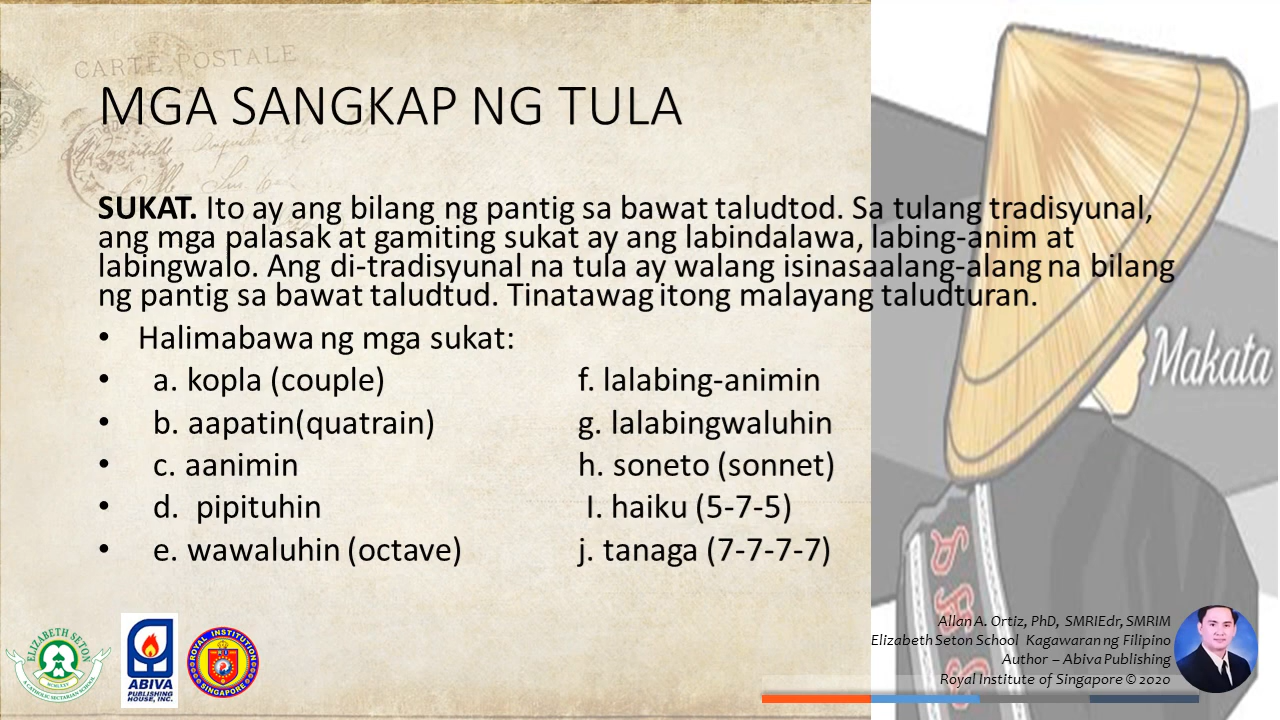 CARTE POSTALE
MGA SANGKAP NG TULA
SUKAT. Ito ay ang bilang ng pantig sa bawat taludtod. Sa tulang tradisyunal,
ang mga palasak at gamiting sukat ay ang labindalawa, labing-anim at
labingwalo. Ang di-tradisyunal na tula ay walang isinasaalang-alang na bilang
ng pantig sa bawat taludtud. Tinatawag itong malayang taludturan.
• Halimabawa ng mga sukat:
• a. kopla (couple) f. lalabing-animin
• b. aapatin(quatrain) g. lalabingwaluhin
• c. aanimin h. soneto (sonnet)
• d. pipituhin I. haiku (5-7-5)
• e. wawaluhin (octave) j. tanaga (7-7-7-7)
Makata
Allan A. Ortiz, PhD, SMRIEdr, SMRIM
Elizabeth Seton School Kagawaran ng Filipino
Author – Abiva Publishing
Royal Institute of Singapore © 2020
ELIZABETH SETON
A CATHOLIC SECTARIAN SCHOOL
ABIVA
PUBLISHING
HOUSE, INC.
ROYAL INSTITUTION
SINGAPORE